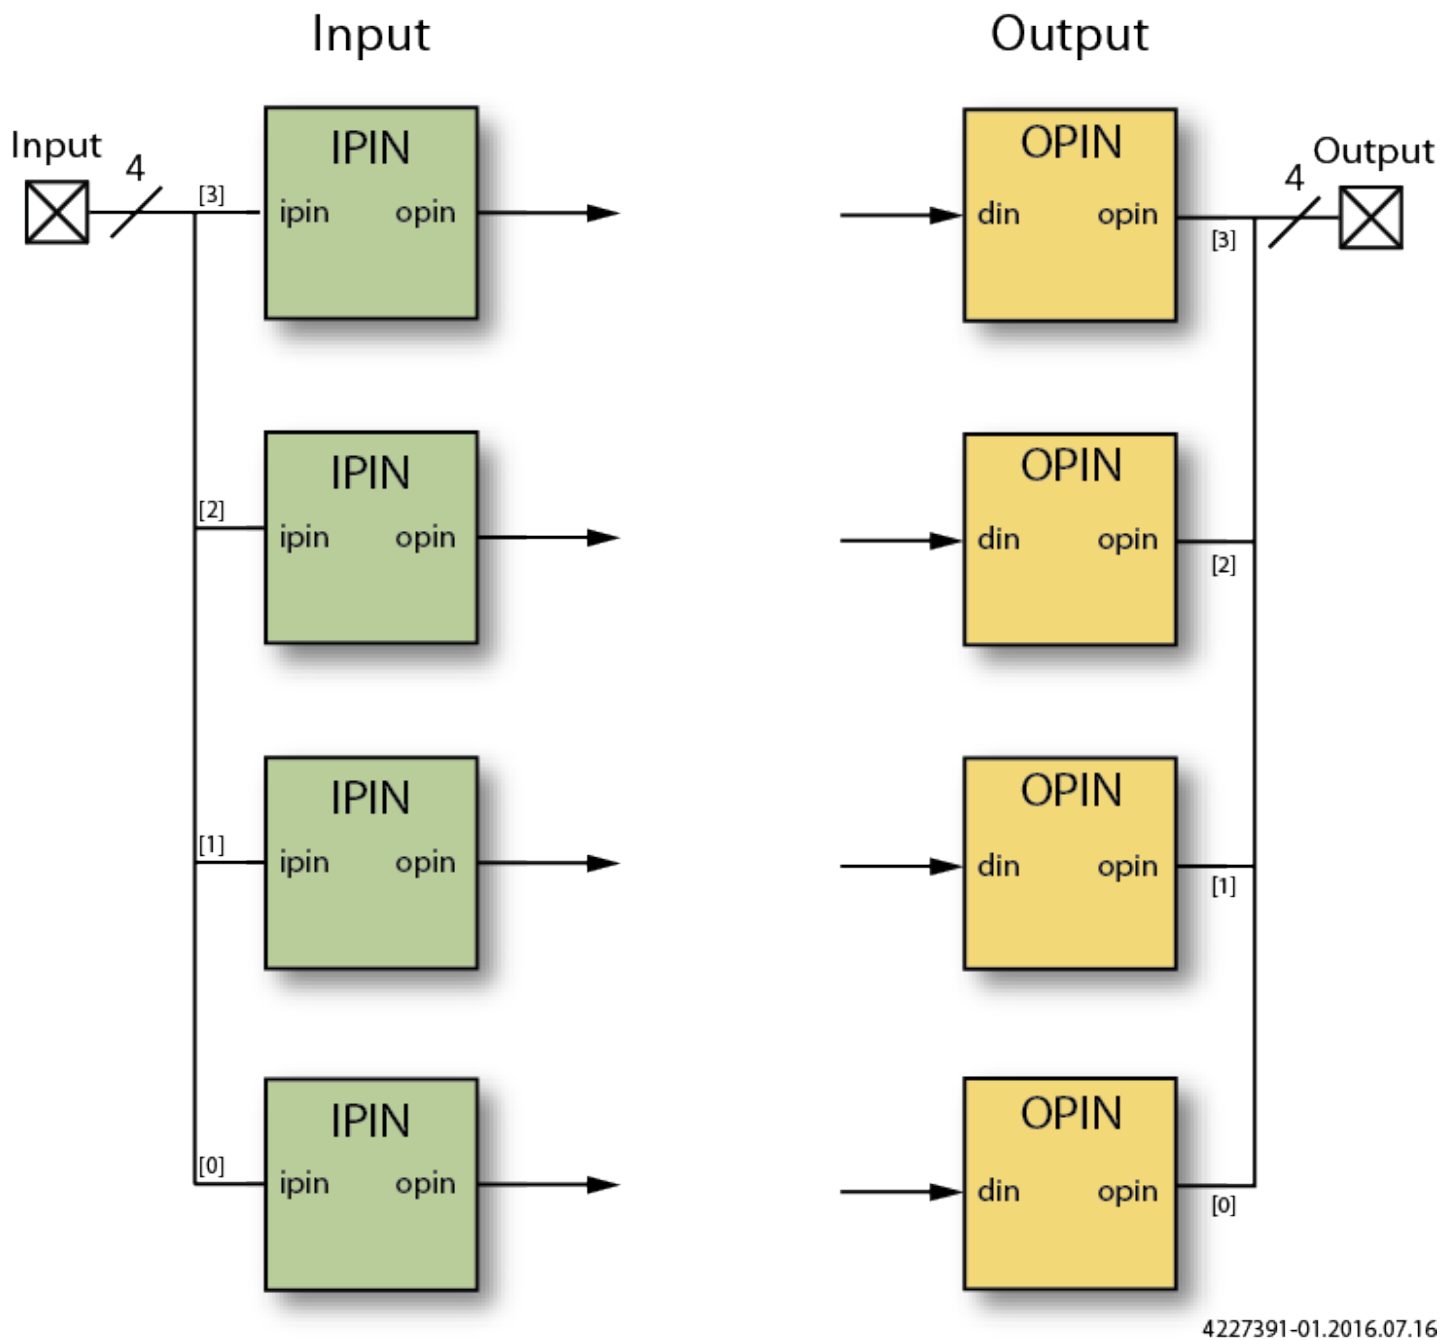 Input Output
Input 4 [3] IPIN
ipin opin
OPIN
din opin [3] 4 Output
[2] IPIN
ipin opin
OPIN
din opin [2]
[1] IPIN
ipin opin
OPIN
din opin [1]
[0] IPIN
ipin opin
OPIN
din opin [0]
4227391-01.2016.07.16